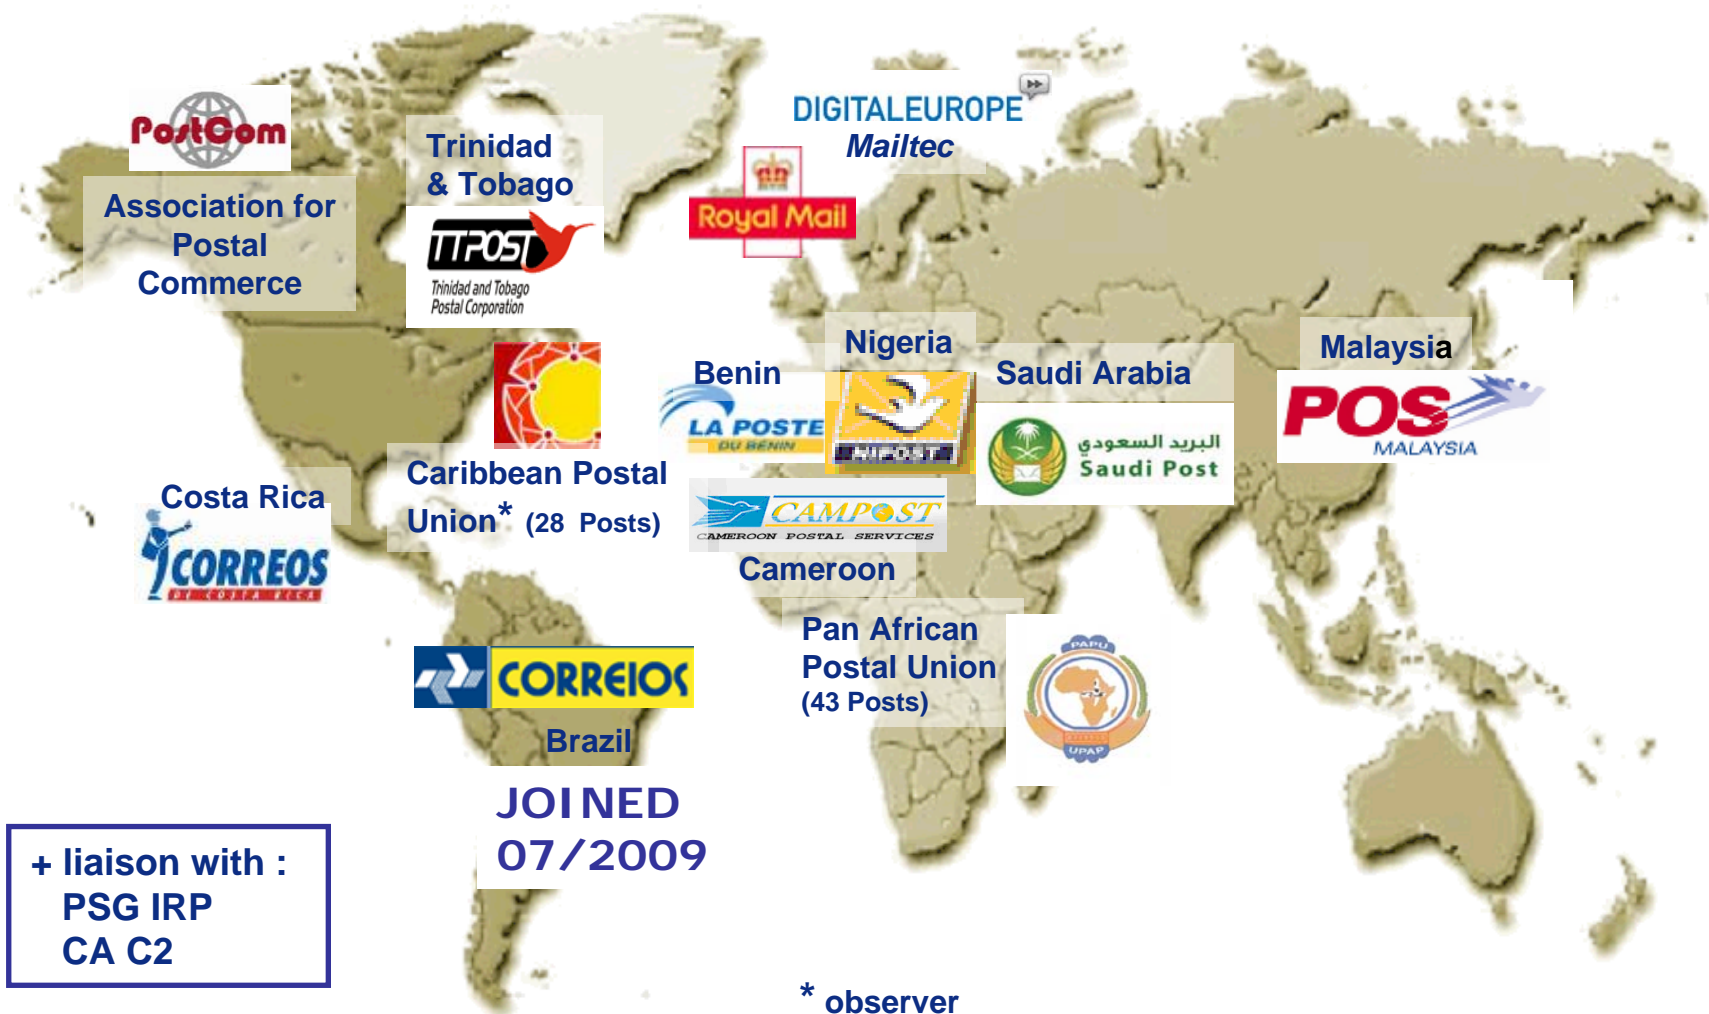 PostCom
Association for
Postal
Commerce
Trinidad
& Tobago
TTPOST
Trinidad and Tobago
Postal Corporation
DIGITALEUROPE
Mailtec
Royal Mail
Caribbean Postal
Union* (28 Posts)
Costa Rica
CORREOS
DE COSTA RICA
Benin
LA POSTE
DU BENIN
Nigeria
NIPOST
Saudi Arabia
البريد السعودي
Saudi Post
Malaysia
POS
MALAYSIA
CAMPOST
CAMEROON POSTAL SERVICES
Cameroon
Pan African
Postal Union
(43 Posts)
PAPU
UPAP
CORREIOS
Brazil
JOINED
07/2009
+ liaison with :
PSG IRP
CA C2
* observer